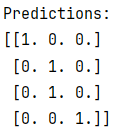 Predictions:
[[1. 0. 0.]
 [0. 1. 0.]
 [0. 1. 0.]
 [0. 0. 1.]]